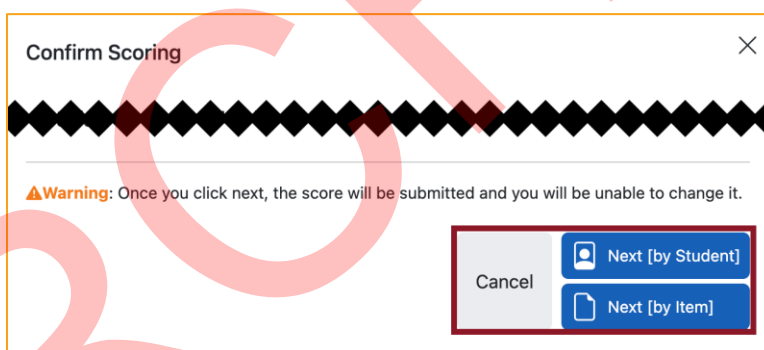 Confirm Scoring
Warning: Once you click next, the score will be submitted and you will be unable to change it.
Cancel
Next [by Student]
Next [by Item]